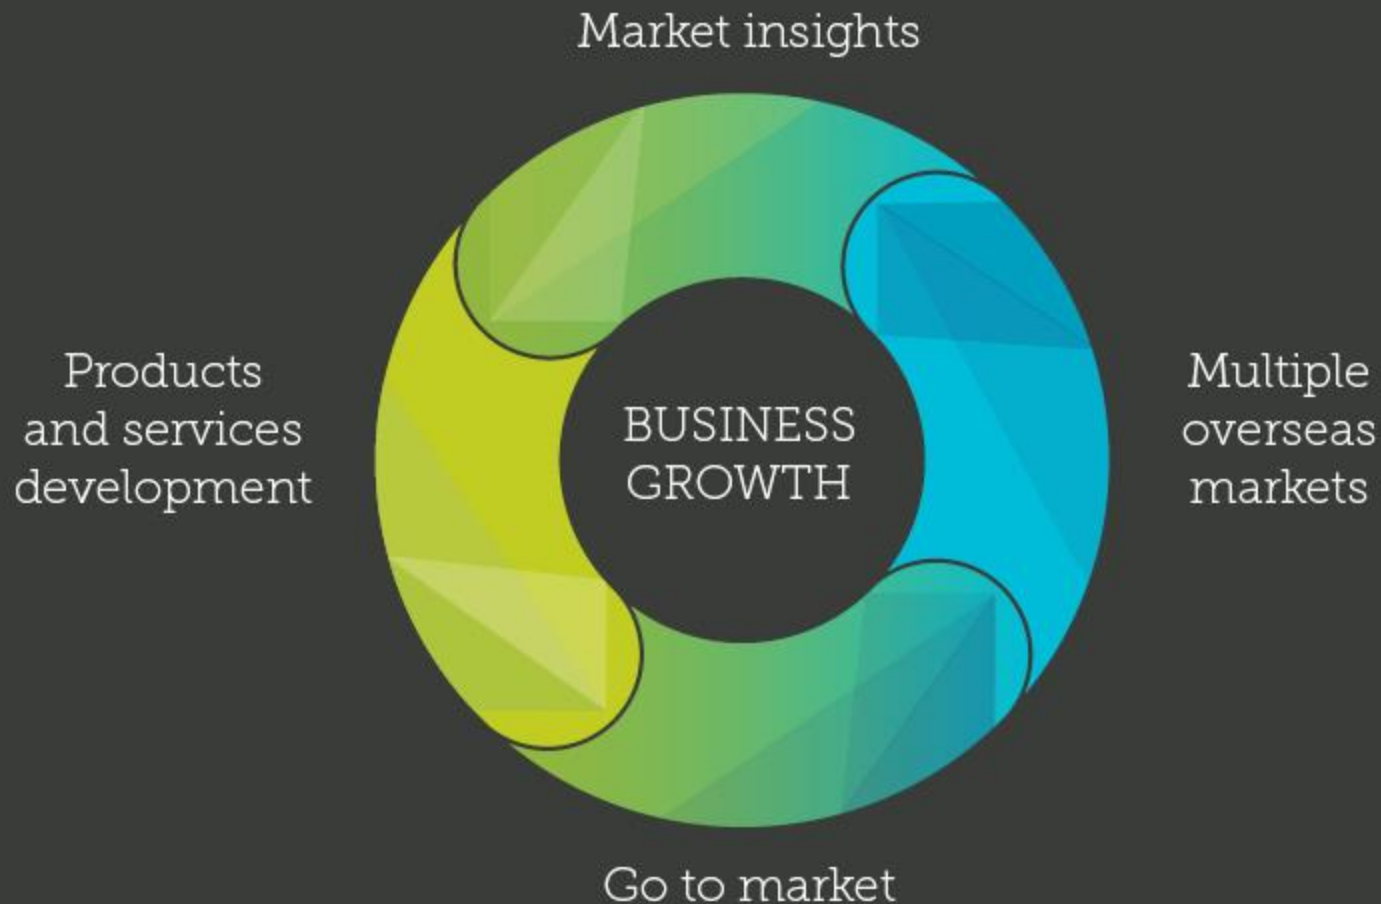 Market insights
Products
and services
development
BUSINESS
GROWTH
Multiple
overseas
markets
Go to market